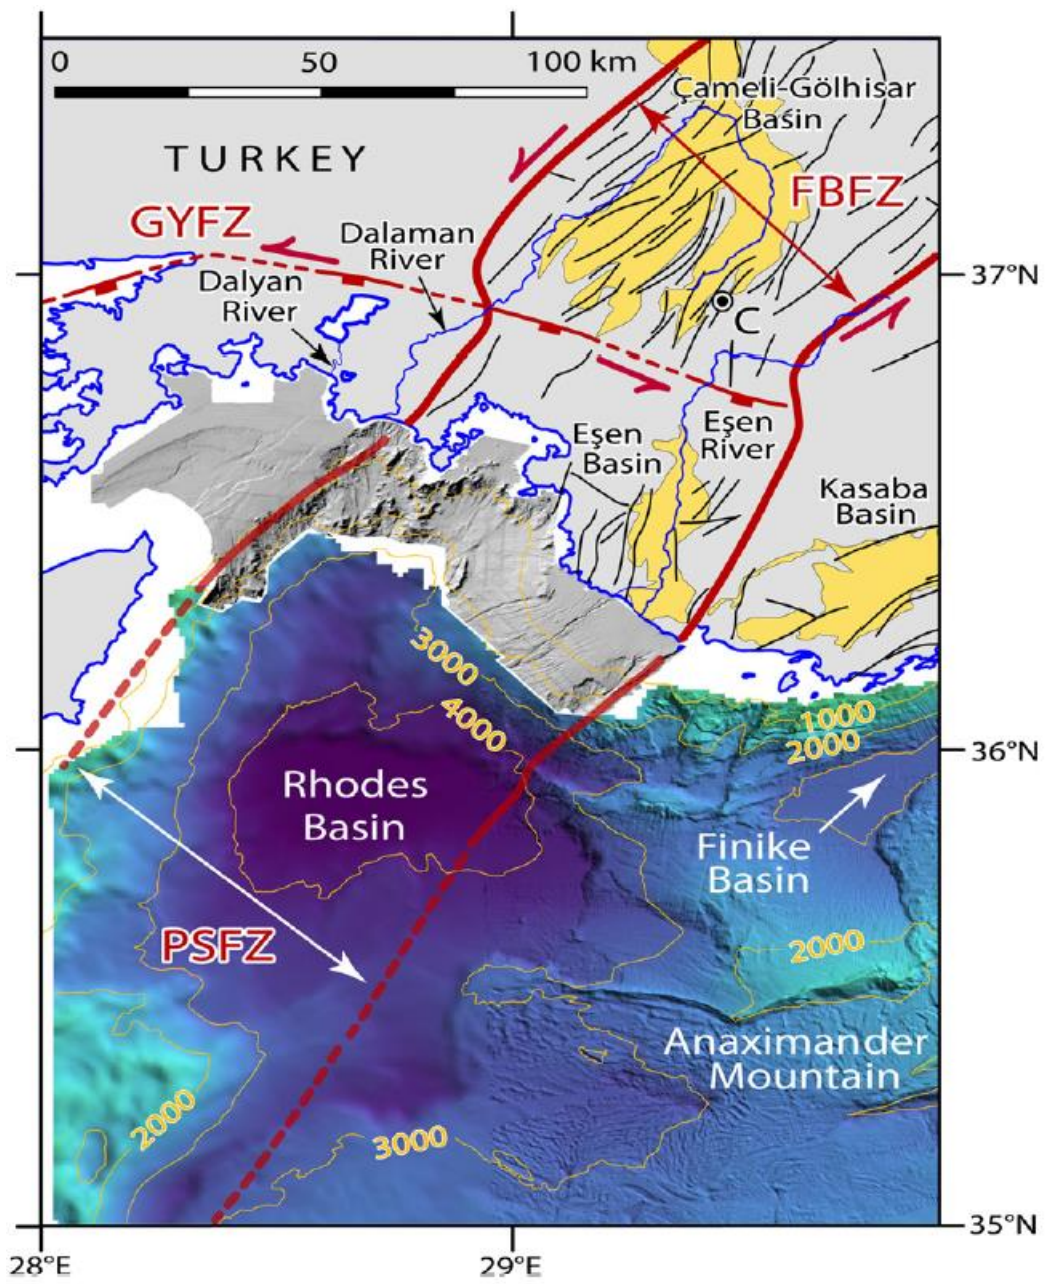 0 50 100 km
Çameli-Gölhisar
Basin
TURKEY
FBFZ
GYFZ
Dalaman
River
37°N
Dalyan
River
C
Eşen
Basin
Eşen
River
Kasaba
Basin
3000
4000
1000
2000
36°N
Rhodes
Basin
Finike
Basin
PSFZ
2000
Anaximander
Mountain
2000
3000
35°N
28°E
29°E